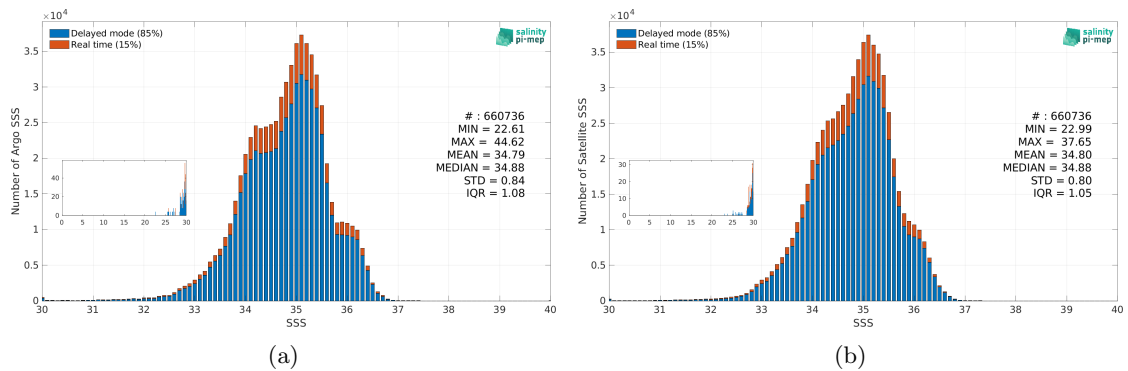 ×10⁴
Delayed mode (85%)
Real time (15%)
salinity
pi-mep
# : 660736
MIN = 22.61
MAX = 44.62
MEAN = 34.79
MEDIAN = 34.88
STD = 0.84
IQR = 1.08
Number of Argo SSS
3.5
3
2.5
2
1.5
1
0.5
0
40
20
0
0 5 10 15 20 25 30
30 31 32 33 34 35 36 37 38 39 40
SSS
(a)
×10⁴
Delayed mode (85%)
Real time (15%)
salinity
pi-mep
# : 660736
MIN = 22.99
MAX = 37.65
MEAN = 34.80
MEDIAN = 34.88
STD = 0.80
IQR = 1.05
Number of Satellite SSS
3.5
3
2.5
2
1.5
1
0.5
0
30
20
10
0
0 5 10 15 20 25 30
30 31 32 33 34 35 36 37 38 39 40
SSS
(b)